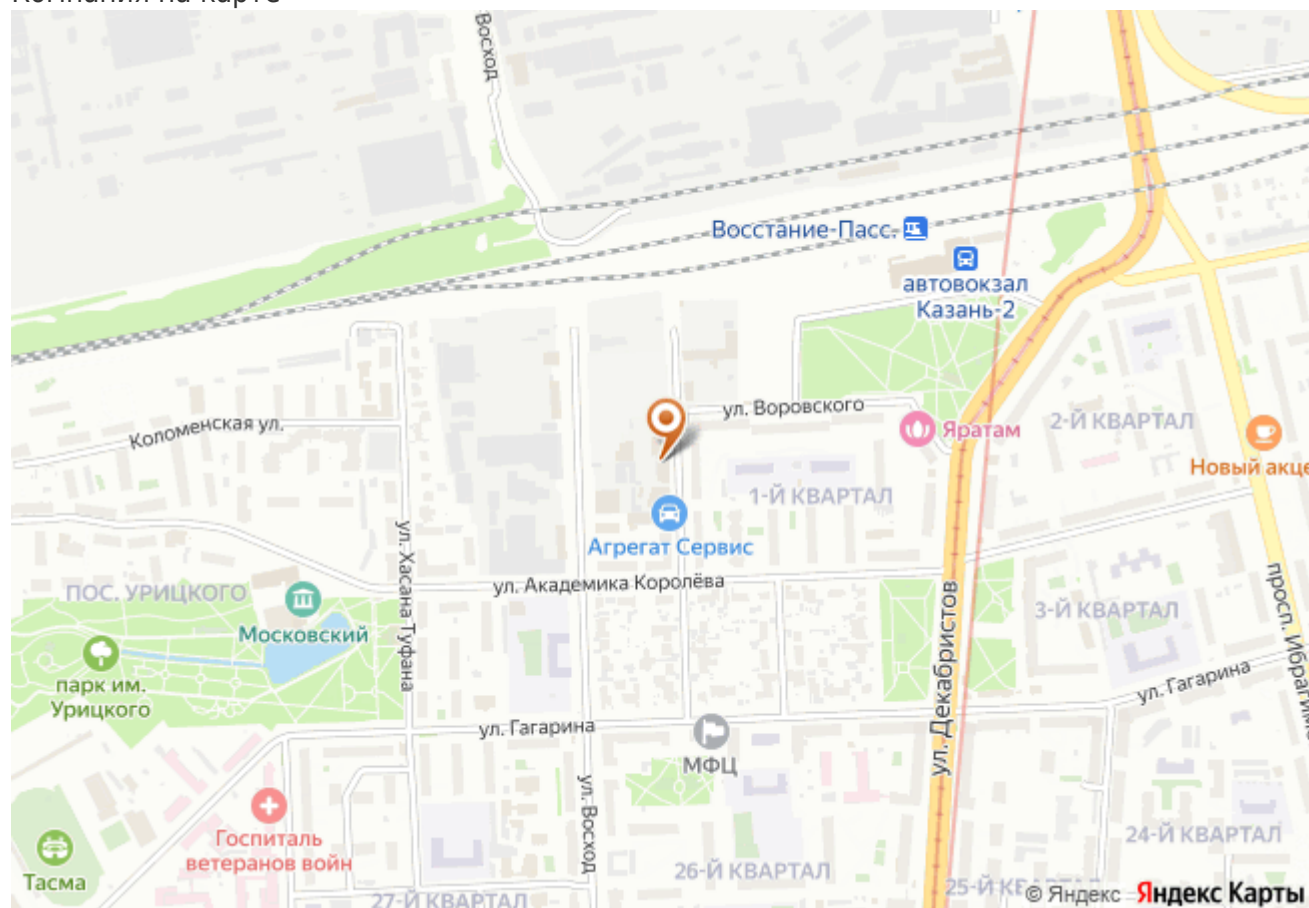 Компания на карте
Восход
Восстание-Пасс.
автовокзал
Казань-2
Коломенская ул.
ул. Воровского
Яратам
2-Й КВАРТАЛ
Новый акце
1-Й КВАРТАЛ
Агрегат Сервис
ул. Хасана Туфана
ул. Академика Королёва
ПОС. УРИЦКОГО
Московский
парк им.
Урицкого
3-Й КВАРТАЛ
просп. Ибрагимо
ул. Декабристов
ул. Гагарина
ул. Гагарина
МФЦ
ул. Восход
Госпиталь
ветеранов войн
Тасма
24-Й КВАРТАЛ
26-Й КВАРТАЛ
27-Й КВАРТАЛ
25-Й КВ
© Яндекс Яндекс Карты